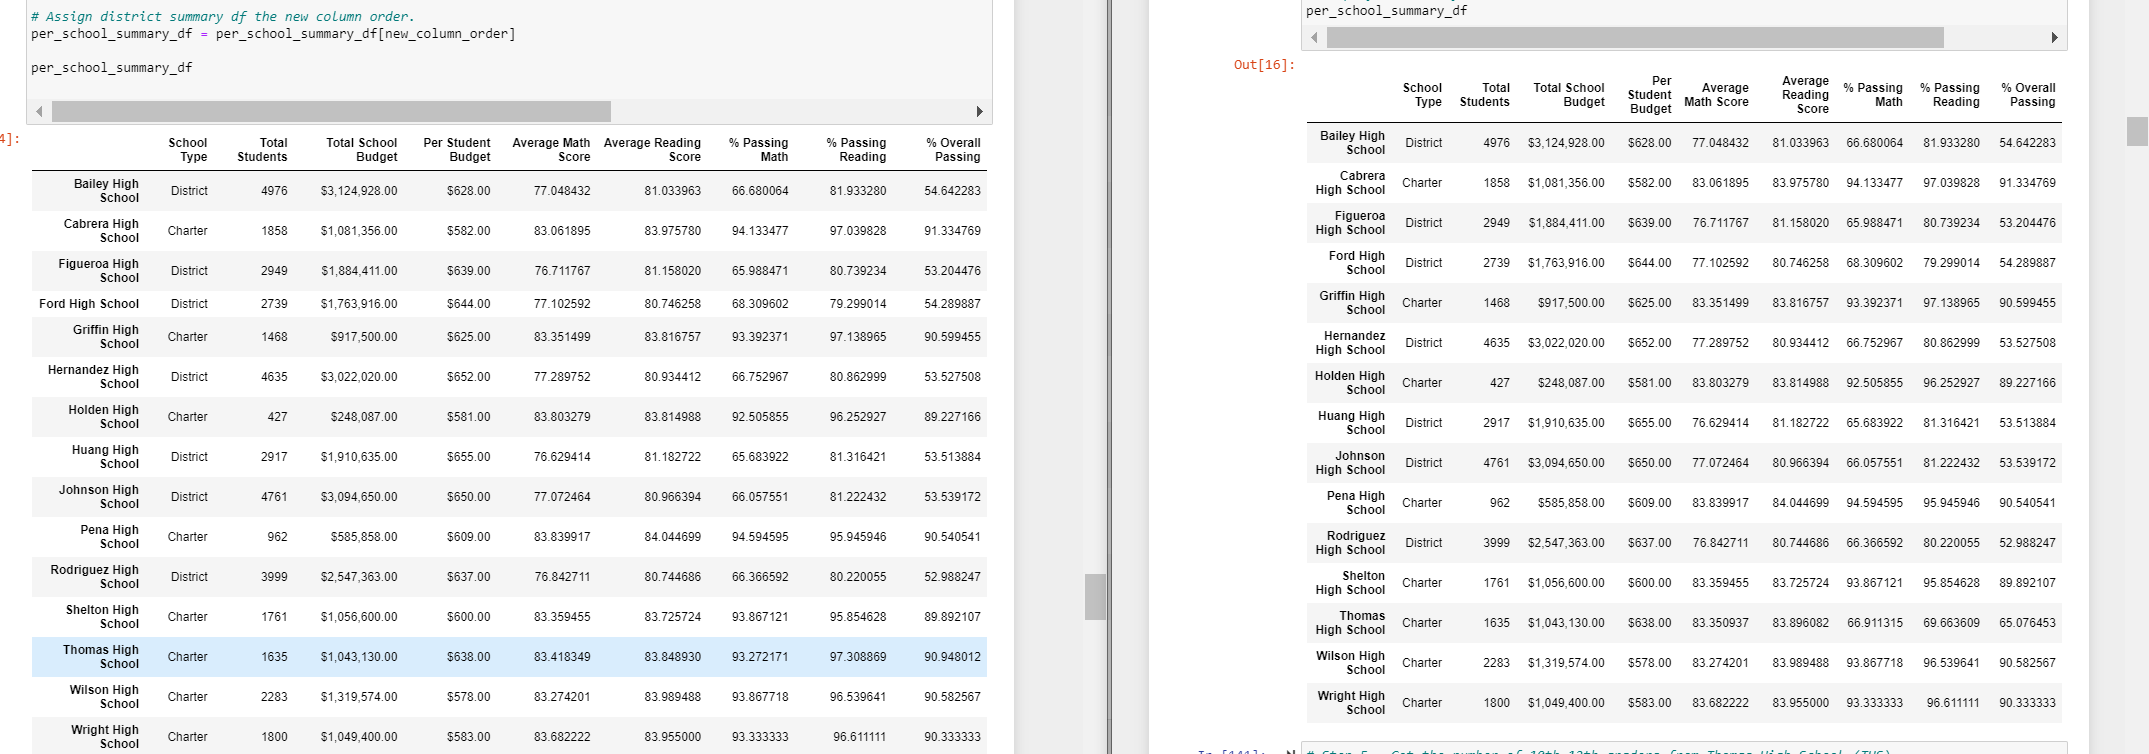 # Assign district summary df the new column order.
per_school_summary_df = per_school_summary_df[new_column_order]
per_school_summary_df
4]:
School Type Total Students Total School Budget Per Student Budget Average Math Score Average Reading Score % Passing Math % Passing Reading % Overall Passing
Bailey High School District 4976 $3,124,928.00 $628.00 77.048432 81.033963 66.680064 81.933280 54.642283
Cabrera High School Charter 1858 $1,081,356.00 $582.00 83.061895 83.975780 94.133477 97.039828 91.334769
Figueroa High School District 2949 $1,884,411.00 $639.00 76.711767 81.158020 65.988471 80.739234 53.204476
Ford High School District 2739 $1,763,916.00 $644.00 77.102592 80.746258 68.309602 79.299014 54.289887
Griffin High School Charter 1468 $917,500.00 $625.00 83.351499 83.816757 93.392371 97.138965 90.599455
Hernandez High School District 4635 $3,022,020.00 $652.00 77.289752 80.934412 66.752967 80.862999 53.527508
Holden High School Charter 427 $248,087.00 $581.00 83.803279 83.814988 92.505855 96.252927 89.227166
Huang High School District 2917 $1,910,635.00 $655.00 76.629414 81.182722 65.683922 81.316421 53.513884
Johnson High School District 4761 $3,094,650.00 $650.00 77.072464 80.966394 66.057551 81.222432 53.539172
Pena High School Charter 962 $585,858.00 $609.00 83.839917 84.044699 94.594595 95.945946 90.540541
Rodriguez High School District 3999 $2,547,363.00 $637.00 76.842711 80.744686 66.366592 80.220055 52.988247
Shelton High School Charter 1761 $1,056,600.00 $600.00 83.359455 83.725724 93.867121 95.854628 89.892107
Thomas High School Charter 1635 $1,043,130.00 $638.00 83.418349 83.848930 93.272171 97.308869 90.948012
Wilson High School Charter 2283 $1,319,574.00 $578.00 83.274201 83.989488 93.867718 96.539641 90.582567
Wright High School Charter 1800 $1,049,400.00 $583.00 83.682222 83.955000 93.333333 96.611111 90.333333
per_school_summary_df
Out[16]:
School Type Total Students Total School Budget Per Student Budget Average Math Score Average Reading Score % Passing Math % Passing Reading % Overall Passing
Bailey High School District 4976 $3,124,928.00 $628.00 77.048432 81.033963 66.680064 81.933280 54.642283
Cabrera High School Charter 1858 $1,081,356.00 $582.00 83.061895 83.975780 94.133477 97.039828 91.334769
Figueroa High School District 2949 $1,884,411.00 $639.00 76.711767 81.158020 65.988471 80.739234 53.204476
Ford High School District 2739 $1,763,916.00 $644.00 77.102592 80.746258 68.309602 79.299014 54.289887
Griffin High School Charter 1468 $917,500.00 $625.00 83.351499 83.816757 93.392371 97.138965 90.599455
Hernandez High School District 4635 $3,022,020.00 $652.00 77.289752 80.934412 66.752967 80.862999 53.527508
Holden High School Charter 427 $248,087.00 $581.00 83.803279 83.814988 92.505855 96.252927 89.227166
Huang High School District 2917 $1,910,635.00 $655.00 76.629414 81.182722 65.683922 81.316421 53.513884
Johnson High School District 4761 $3,094,650.00 $650.00 77.072464 80.966394 66.057551 81.222432 53.539172
Pena High School Charter 962 $585,858.00 $609.00 83.839917 84.044699 94.594595 95.945946 90.540541
Rodriguez High School District 3999 $2,547,363.00 $637.00 76.842711 80.744686 66.366592 80.220055 52.988247
Shelton High School Charter 1761 $1,056,600.00 $600.00 83.359455 83.725724 93.867121 95.854628 89.892107
Thomas High School Charter 1635 $1,043,130.00 $638.00 83.350937 83.896082 66.911315 69.663609 65.076453
Wilson High School Charter 2283 $1,319,574.00 $578.00 83.274201 83.989488 93.867718 96.539641 90.582567
Wright High School Charter 1800 $1,049,400.00 $583.00 83.682222 83.955000 93.333333 96.611111 90.333333